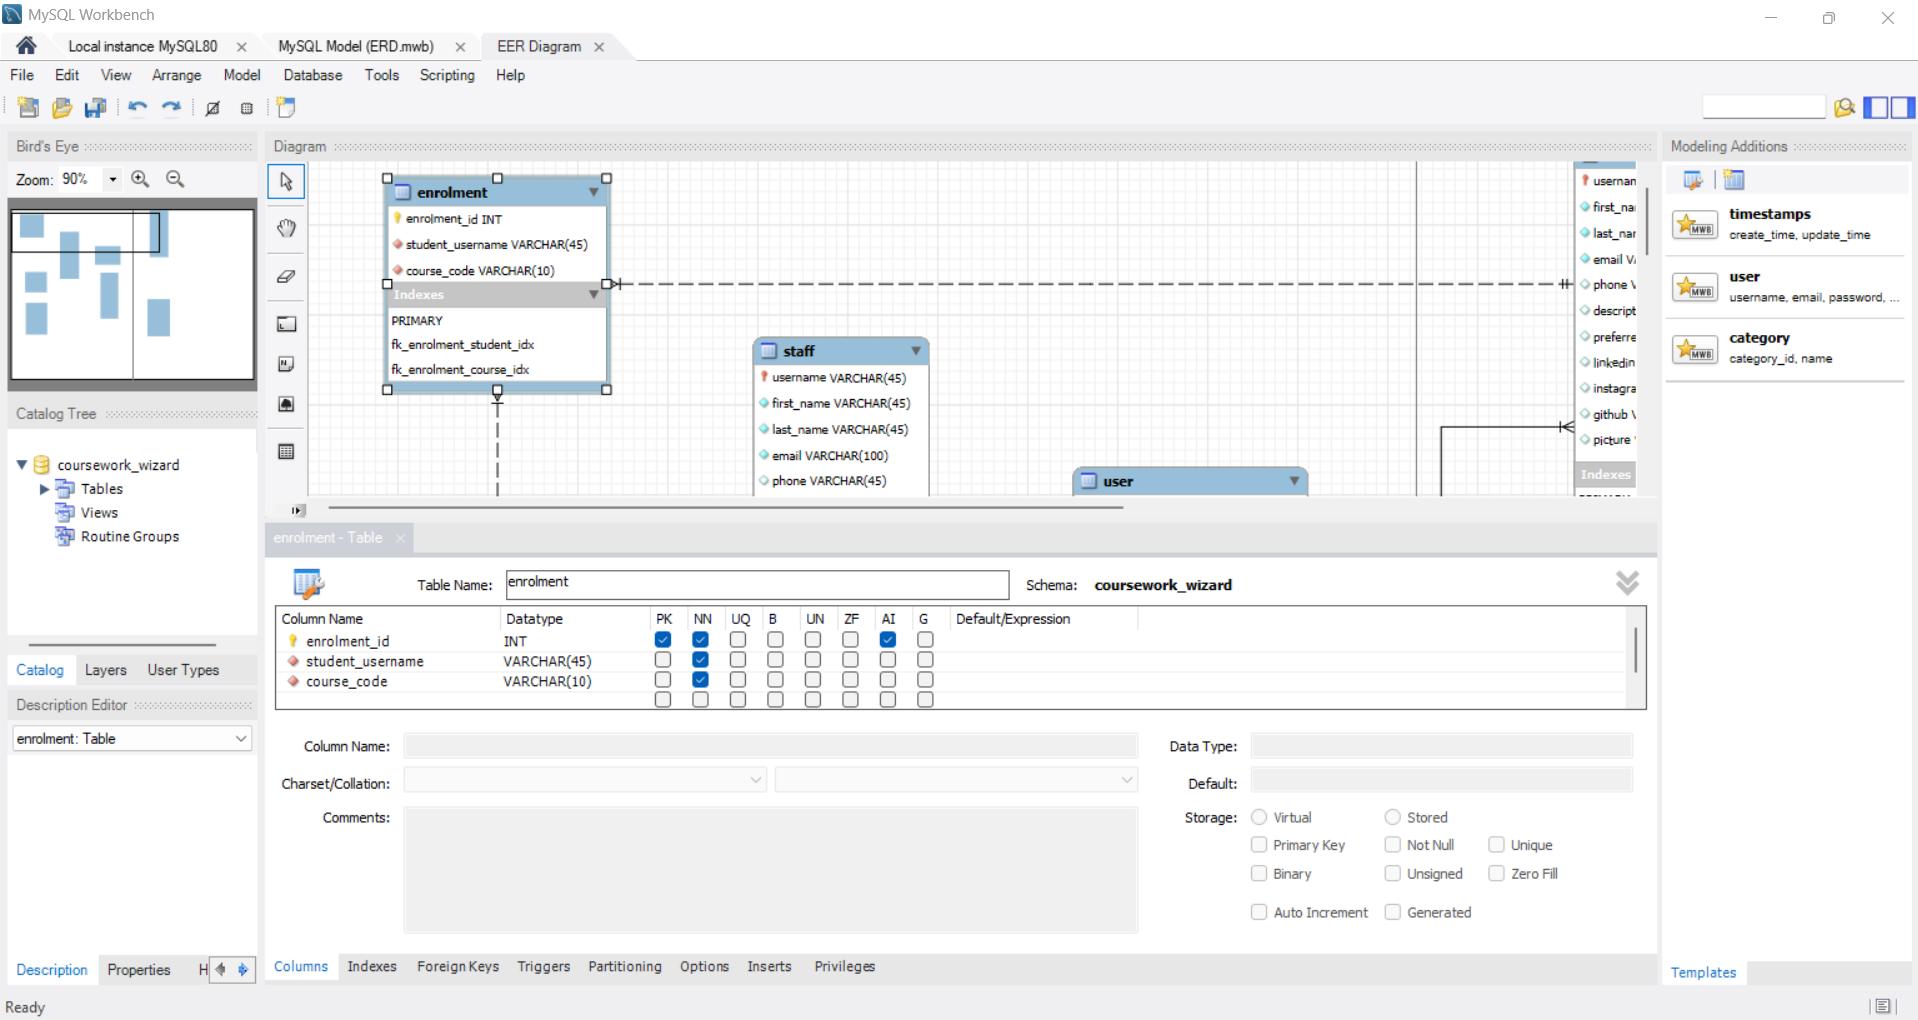 MySQL Workbench
Local instance MySQL80
MySQL Model (ERD.mwb)
EER Diagram
File Edit View Arrange Model Database Tools Scripting Help
Bird's Eye
Zoom: 90%
Catalog Tree
coursework_wizard
Tables
Views
Routine Groups
Catalog Layers User Types
Description Editor
enrolment: Table
Description Properties H
Ready
Diagram
enrolment
enrolment_id INT
student_username VARCHAR(45)
course_code VARCHAR(10)
Indexes
PRIMARY
fk_enrolment_student_idx
fk_enrolment_course_idx
staff
username VARCHAR(45)
first_name VARCHAR(45)
last_name VARCHAR(45)
email VARCHAR(100)
phone VARCHAR(45)
user
usernam
first_na
last_nar
email V
phone V
descript
preferre
linkedin
instagra
github V
picture
Indexes
enrolment - Table
Table Name: enrolment Schema: coursework_wizard
Column Name Datatype PK NN UQ B UN ZF AI G Default/Expression
enrolment_id INT
student_username VARCHAR(45)
course_code VARCHAR(10)
Column Name: Data Type:
Charset/Collation: Default:
Comments: Storage: Virtual Stored
Primary Key Not Null Unique
Binary Unsigned Zero Fill
Auto Increment Generated
Columns Indexes Foreign Keys Triggers Partitioning Options Inserts Privileges
Modeling Additions
MWB
timestamps
create_time, update_time
MWB
user
username, email, password, ...
MWB
category
category_id, name
Templates